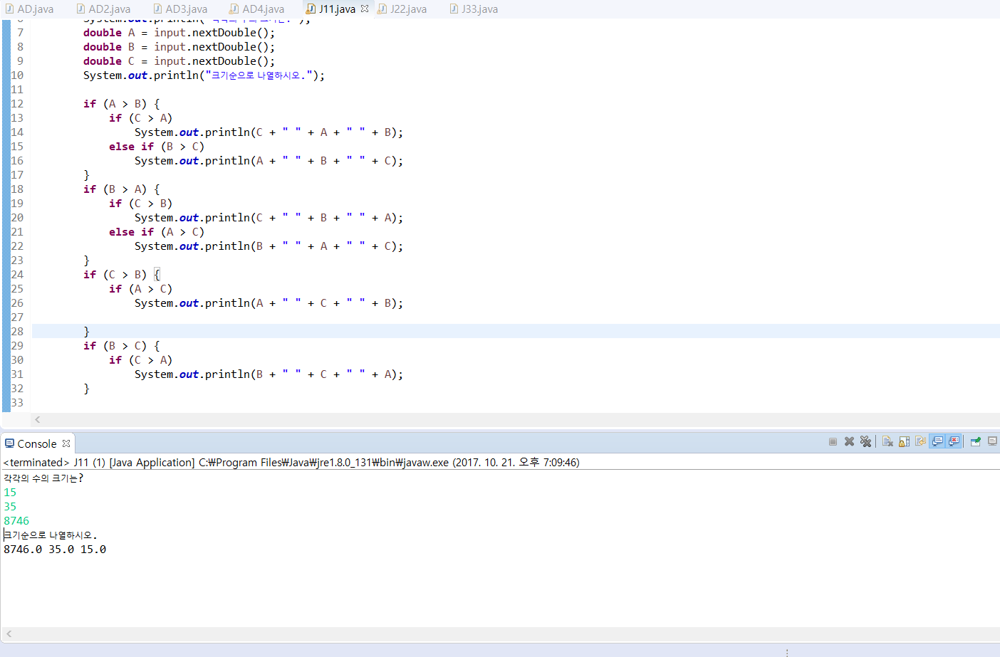 AD.java AD2.java AD3.java AD4.java J11.java J22.java J33.java
7 double A = input.nextDouble();
8 double B = input.nextDouble();
9 double C = input.nextDouble();
10 System.out.println("크기순으로 나열하시오.");
11
12 if (A > B) {
13 if (C > A)
14 System.out.println(C + " " + A + " " + B);
15 else if (B > C)
16 System.out.println(A + " " + B + " " + C);
17 }
18 if (B > A) {
19 if (C > B)
20 System.out.println(C + " " + B + " " + A);
21 else if (A > C)
22 System.out.println(B + " " + A + " " + C);
23 }
24 if (C > B) {
25 if (A > C)
26 System.out.println(A + " " + C + " " + B);
27
28 }
29 if (B > C) {
30 if (C > A)
31 System.out.println(B + " " + C + " " + A);
32 }
33
Console
<terminated> J11 (1) [Java Application] C:₩Program Files₩Java₩jre1.8.0_131₩bin₩javaw.exe (2017. 10. 21. 오후 7:09:46)
각각의 수의 크기는?
15
35
8746
크기순으로 나열하시오.
8746.0 35.0 15.0